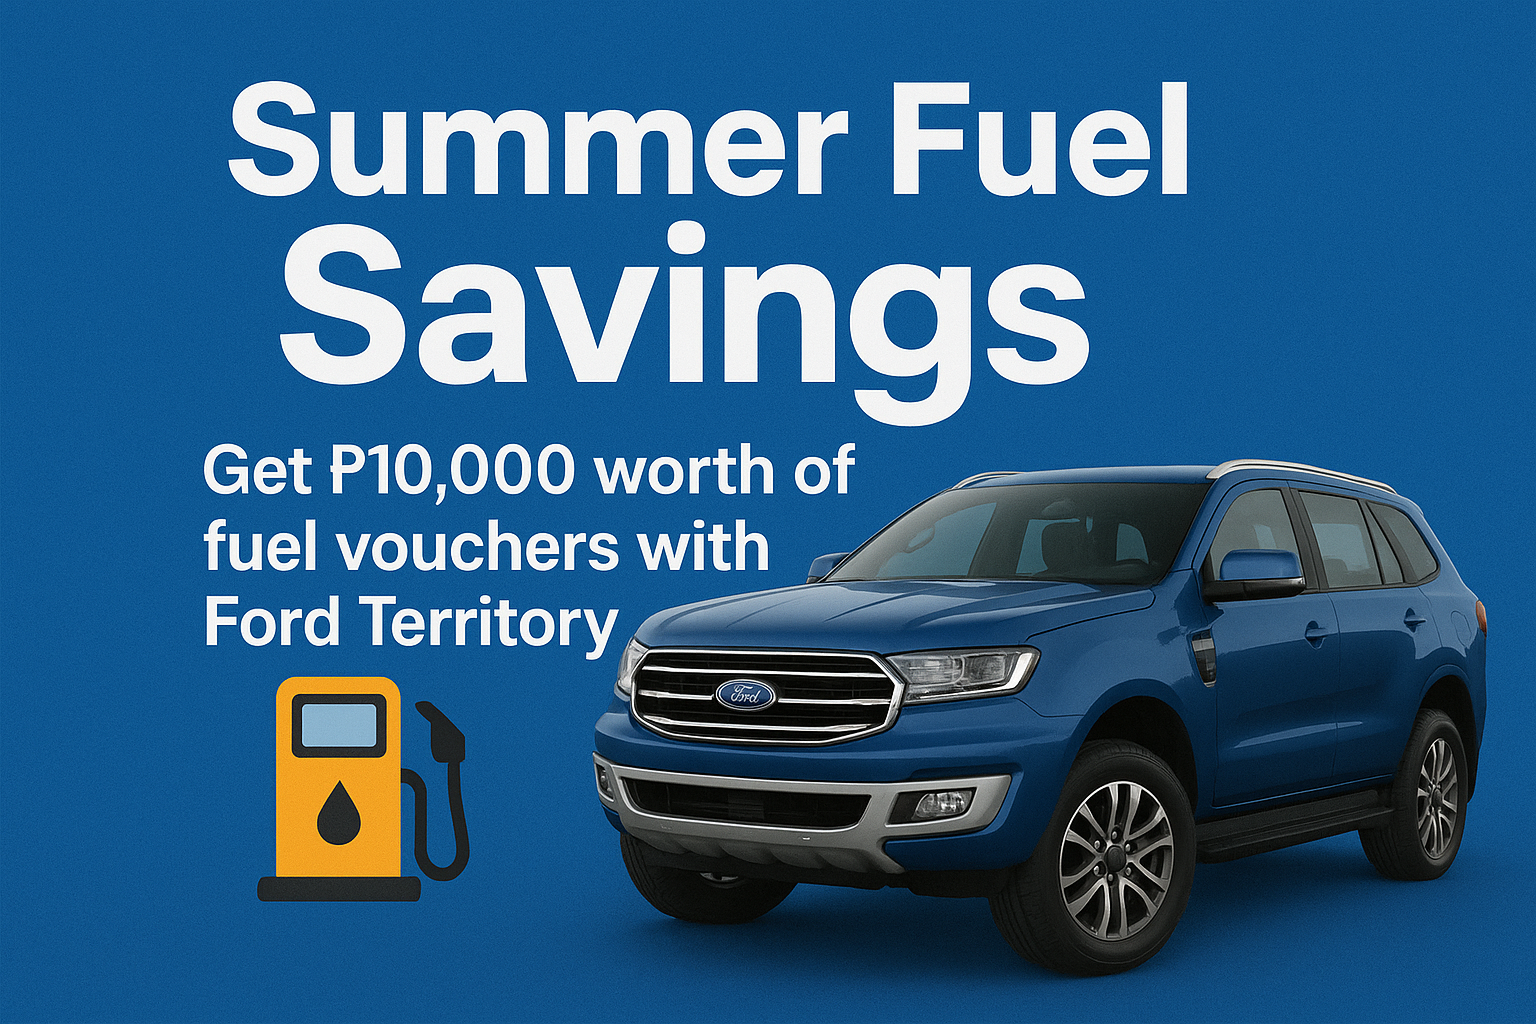 Summer Fuel
Savings
Get ₱10,000 worth of
fuel vouchers with
Ford Territory
Ford